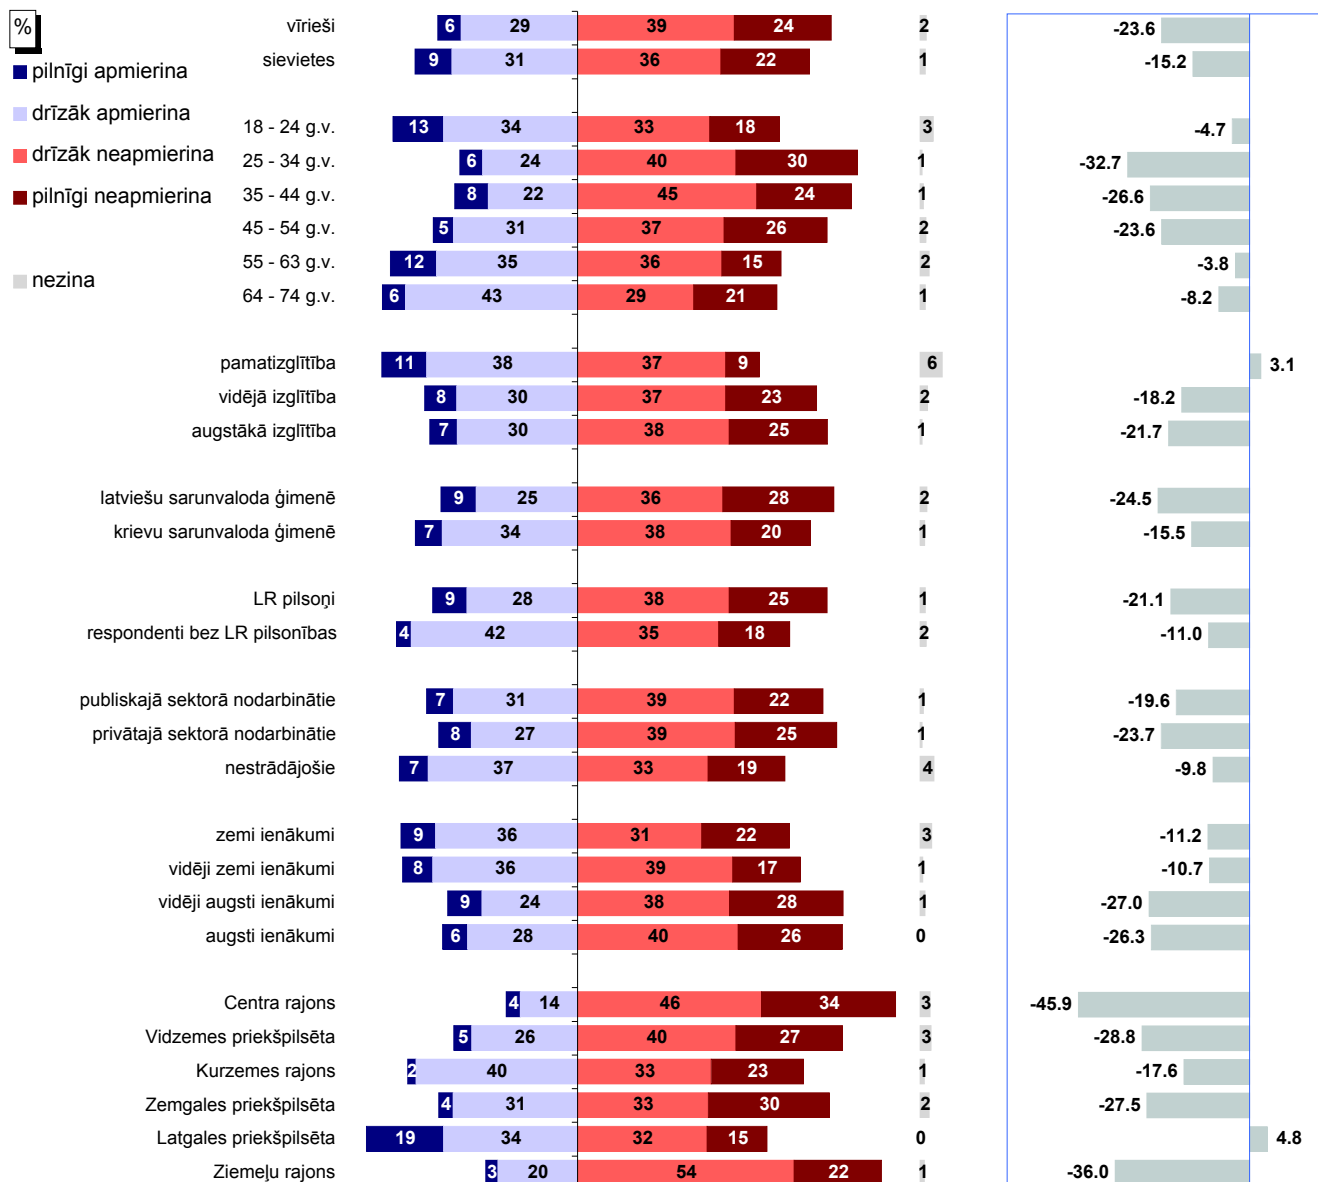 %
pilnīgi apmierina
drīzāk apmierina
drīzāk neapmierina
pilnīgi neapmierina
nezina
vīrieši 6 29 39 24 2 -23.6
sievietes 9 31 36 22 1 -15.2
18 - 24 g.v. 13 34 33 18 3 -4.7
25 - 34 g.v. 6 24 40 30 1 -32.7
35 - 44 g.v. 8 22 45 24 1 -26.6
45 - 54 g.v. 5 31 37 26 2 -23.6
55 - 63 g.v. 12 35 36 15 2 -3.8
64 - 74 g.v. 6 43 29 21 1 -8.2
pamatizglītība 11 38 37 9 6 3.1
vidējā izglītība 8 30 37 23 2 -18.2
augstākā izglītība 7 30 38 25 1 -21.7
latviešu sarunvaloda ģimenē 9 25 36 28 2 -24.5
krievu sarunvaloda ģimenē 7 34 38 20 1 -15.5
LR pilsoņi 9 28 38 25 1 -21.1
respondenti bez LR pilsonības 4 42 35 18 2 -11.0
publiskajā sektorā nodarbinātie 7 31 39 22 1 -19.6
privātajā sektorā nodarbinātie 8 27 39 25 1 -23.7
nestrādājošie 7 37 33 19 4 -9.8
zemi ienākumi 9 36 31 22 3 -11.2
vidēji zemi ienākumi 8 36 39 17 1 -10.7
vidēji augsti ienākumi 9 24 38 28 1 -27.0
augsti ienākumi 6 28 40 26 0 -26.3
Centra rajons 4 14 46 34 3 -45.9
Vidzemes priekšpilsēta 5 26 40 27 3 -28.8
Kurzemes rajons 2 40 33 23 1 -17.6
Zemgales priekšpilsēta 4 31 33 30 2 -27.5
Latgales priekšpilsēta 19 34 32 15 0 4.8
Ziemeļu rajons 3 20 54 22 1 -36.0